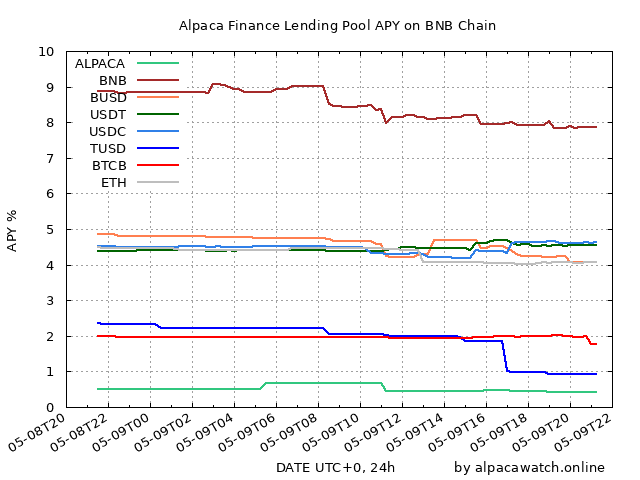 Alpaca Finance Lending Pool APY on BNB Chain
APY %
10
9
8
7
6
5
4
3
2
1
0
ALPACA
BNB
BUSD
USDT
USDC
TUSD
BTCB
ETH
05-08T20
05-08T22
05-09T00
05-09T02
05-09T04
05-09T06
05-09T08
05-09T10
05-09T12
05-09T14
05-09T16
05-09T18
05-09T20
05-09T22
DATE UTC+0, 24h
by alpacawatch.online